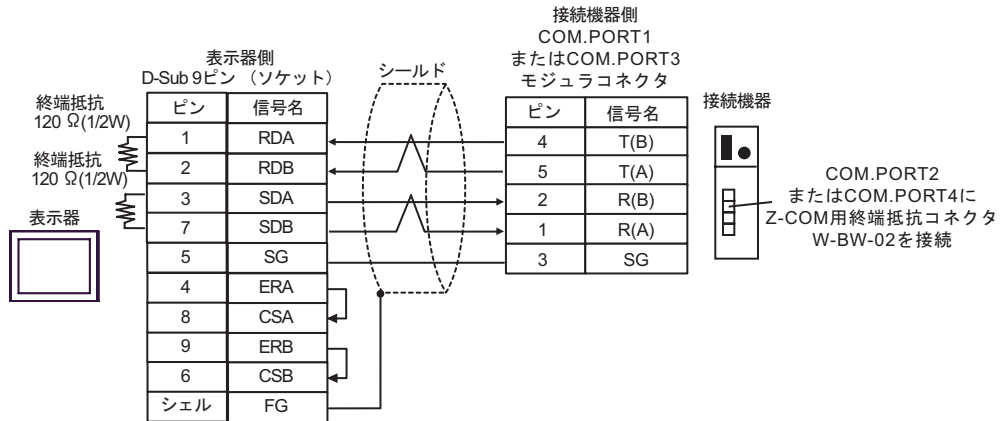 接続機器側
COM.PORT1
またはCOM.PORT3
モジュラコネクタ
表示器側
D-Sub 9ピン （ソケット）
シールド
接続機器
終端抵抗
120 Ω(1/2W)
終端抵抗
120 Ω(1/2W)
表示器
ピン 信号名
1 RDA
2 RDB
3 SDA
7 SDB
5 SG
4 ERA
8 CSA
9 ERB
6 CSB
シェル FG
ピン 信号名
4 T(B)
5 T(A)
2 R(B)
1 R(A)
3 SG
COM.PORT2
またはCOM.PORT4に
Z-COM用終端抵抗コネクタ
W-BW-02を接続